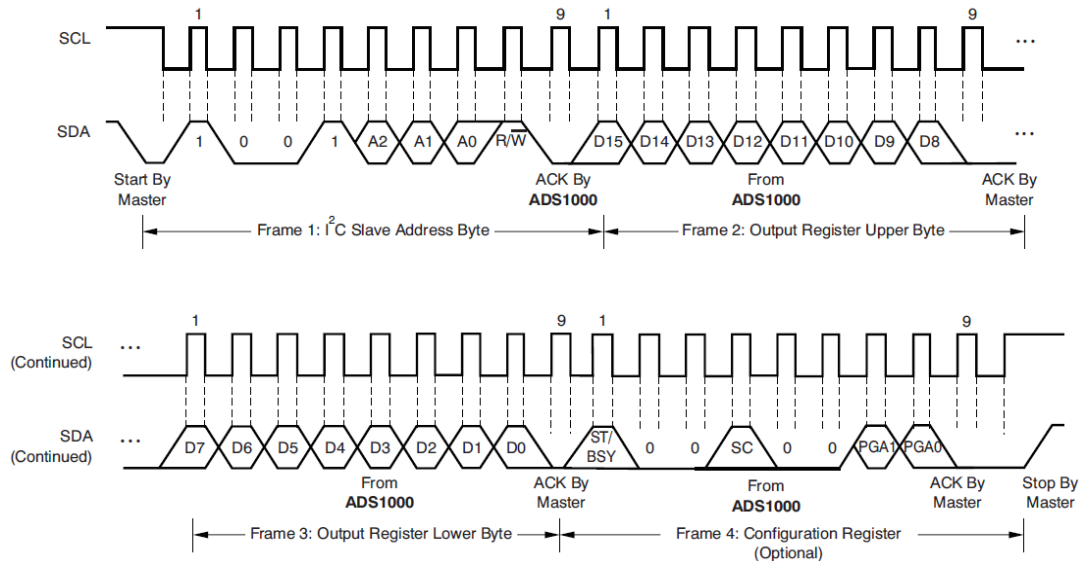 1 9 1 9
SCL ...
SDA 1 0 0 1 A2 A1 A0 R/W D15 D14 D13 D12 D11 D10 D9 D8 ...
Start By
Master
ACK By
ADS1000
From
ADS1000
ACK By
Master
Frame 1: I2C Slave Address Byte
Frame 2: Output Register Upper Byte
1 9 1 9
SCL
(Continued)
...
SDA
(Continued)
... D7 D6 D5 D4 D3 D2 D1 D0 ST/
BSY
0 0 SC 0 0 PGA1 PGA0
From
ADS1000
ACK By
Master
From
ADS1000
ACK By
Master
Stop By
Master
Frame 3: Output Register Lower Byte
Frame 4: Configuration Register
(Optional)